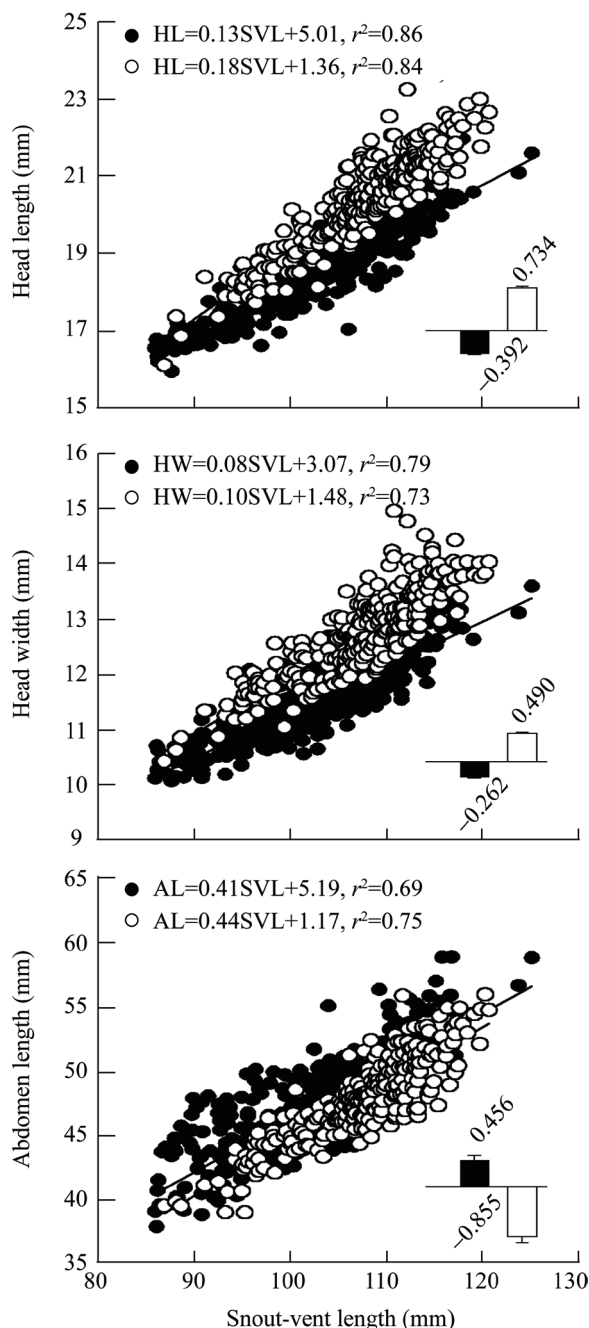 25
23
21
19
17
15
Head length (mm)
HL=0.13SVL+5.01, r²=0.86
HL=0.18SVL+1.36, r²=0.84
0.734
–0.392
16
15
14
13
12
11
10
9
Head width (mm)
HW=0.08SVL+3.07, r²=0.79
HW=0.10SVL+1.48, r²=0.73
0.490
–0.262
65
60
55
50
45
40
35
Abdomen length (mm)
AL=0.41SVL+5.19, r²=0.69
AL=0.44SVL+1.17, r²=0.75
0.456
–0.855
80 90 100 110 120 130
Snout-vent length (mm)